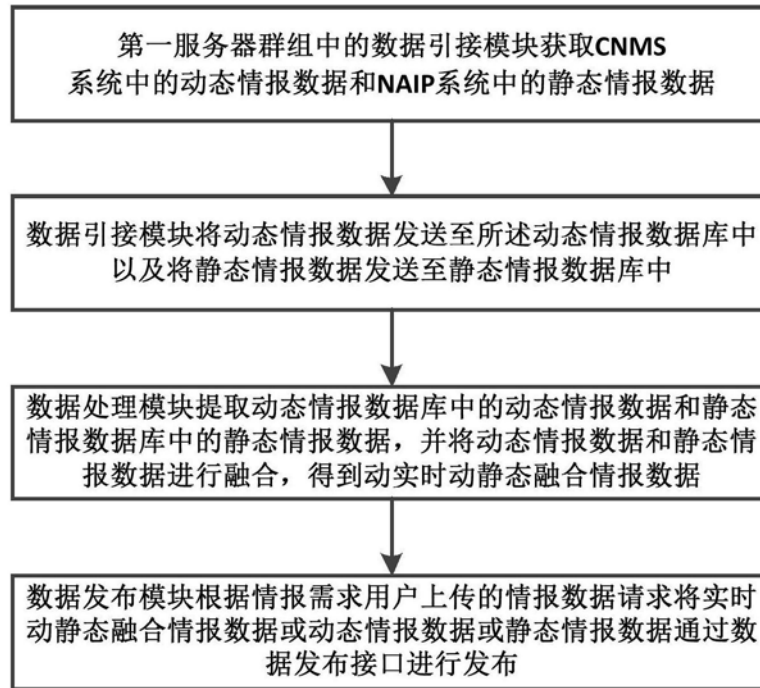 第一服务器群组中的数据引接模块获取CNMS
系统中的动态情报数据和NAIP系统中的静态情报数据
数据引接模块将动态情报数据发送至所述动态情报数据库中
以及将静态情报数据发送至静态情报数据库中
数据处理模块提取动态情报数据库中的动态情报数据和静态
情报数据库中的静态情报数据，并将动态情报数据和静态情
报数据进行融合，得到动实时动静态融合情报数据
数据发布模块根据情报需求用户上传的情报数据请求将实时
动静态融合情报数据或动态情报数据或静态情报数据通过数
据发布接口进行发布